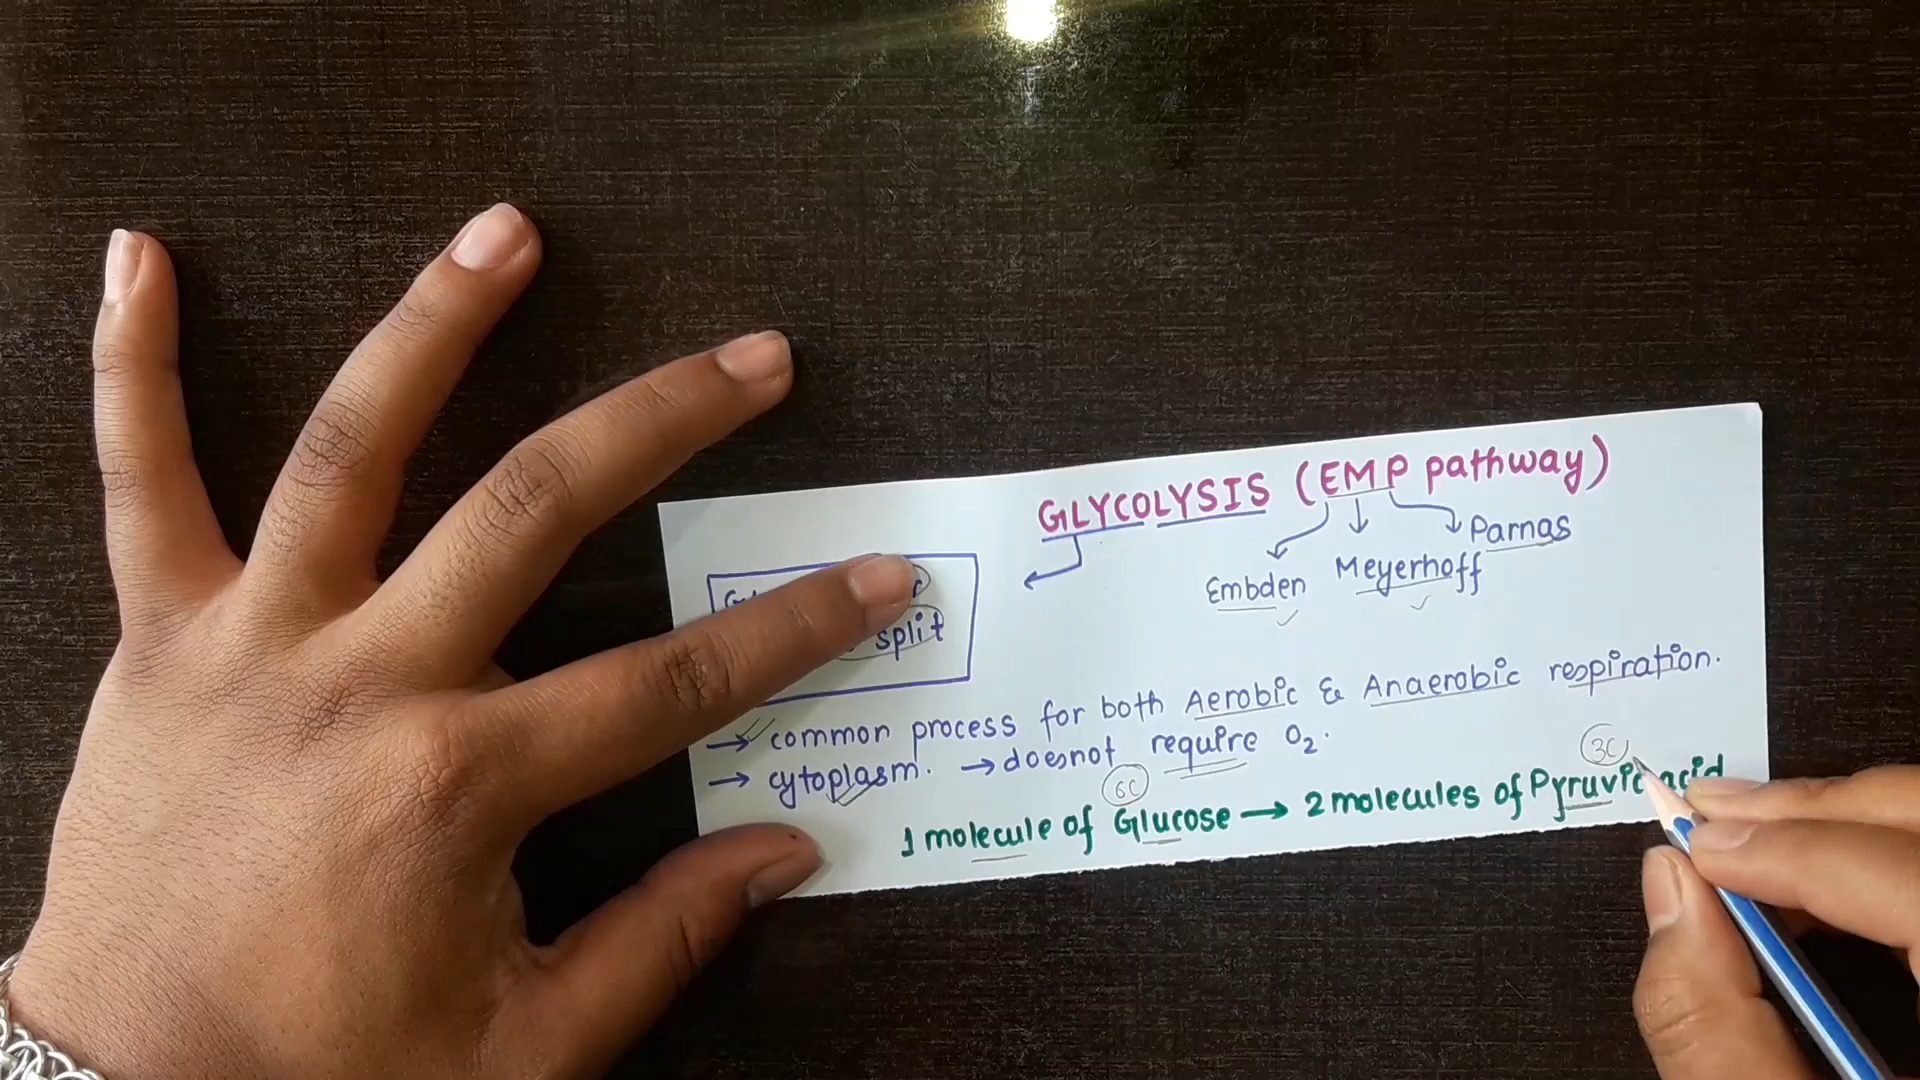 GLYCOLYSIS (EMP pathway)
Parnas
Meyerhoff
Embden
split
→ common process for both Aerobic & Anaerobic respiration.
→ cytoplasm. → doesnot require O₂.
6C
3C
1 molecule of Glucose → 2 molecules of Pyruvic acid